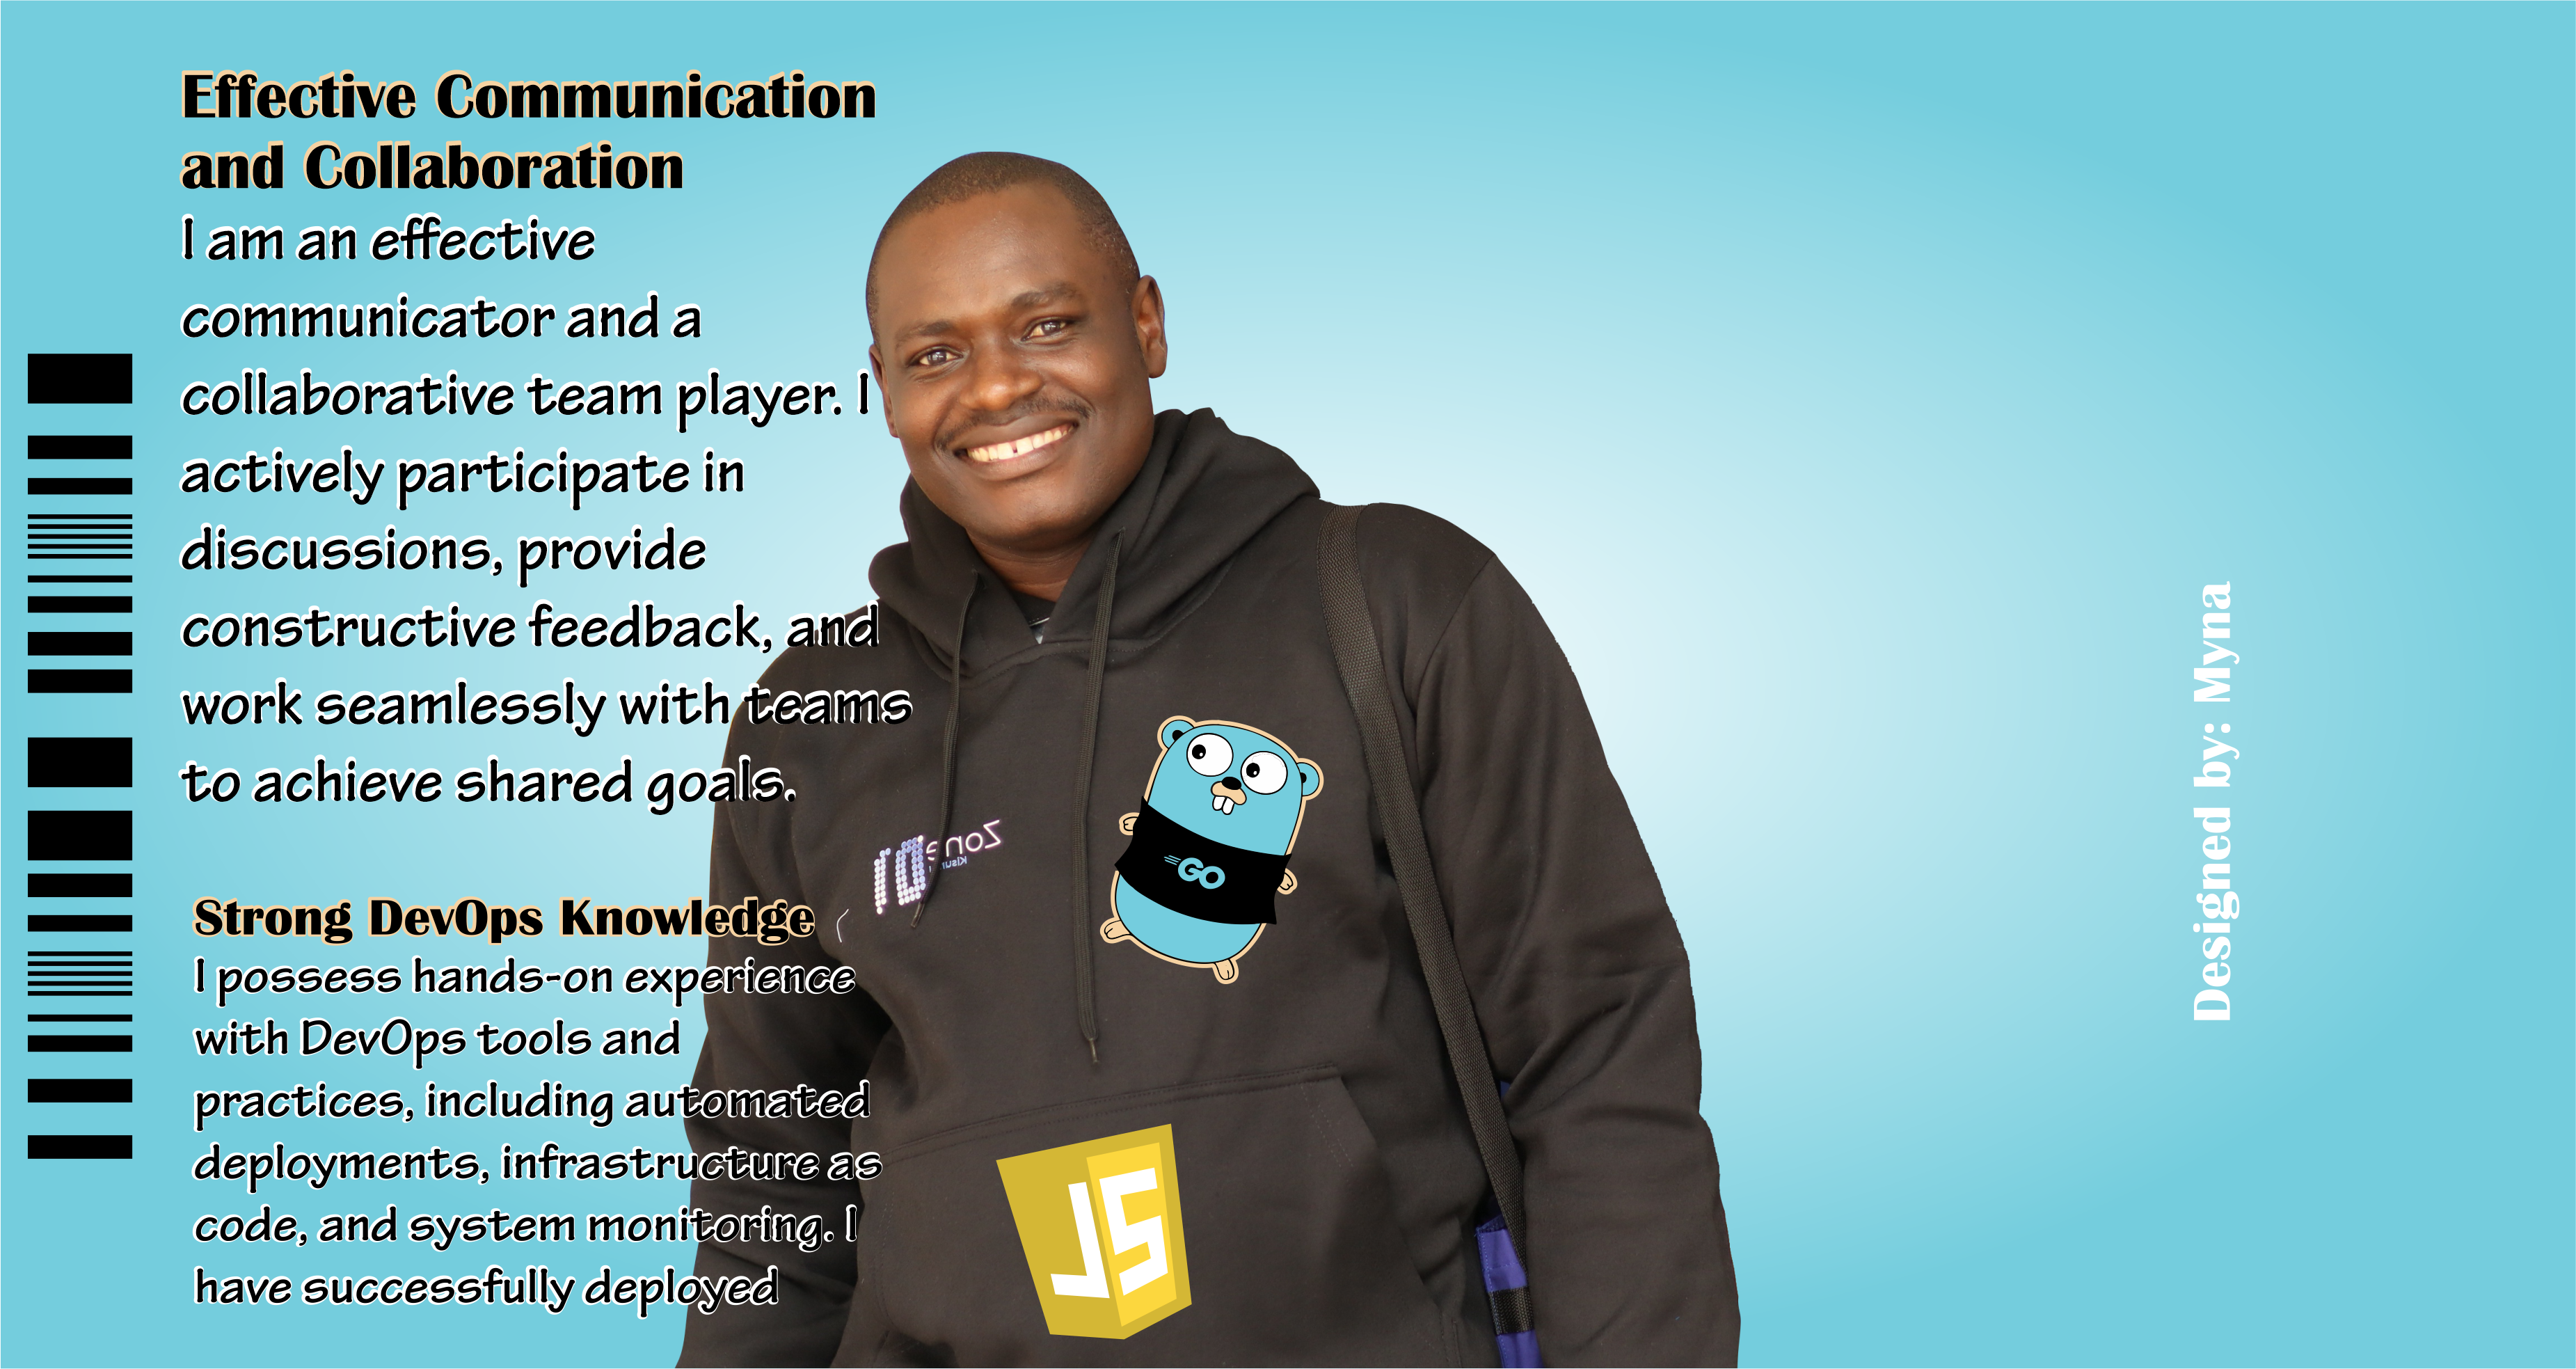 Effective Communication
and Collaboration
I am an effective
communicator and a
collaborative team player. I
actively participate in
discussions, provide
constructive feedback, and
work seamlessly with teams
to achieve shared goals.
Strong DevOps Knowledge
I possess hands-on experience
with DevOps tools and
practices, including automated
deployments, infrastructure as
code, and system monitoring. I
have successfully deployed
Zone
01
GO
JS
Designed by: Myna